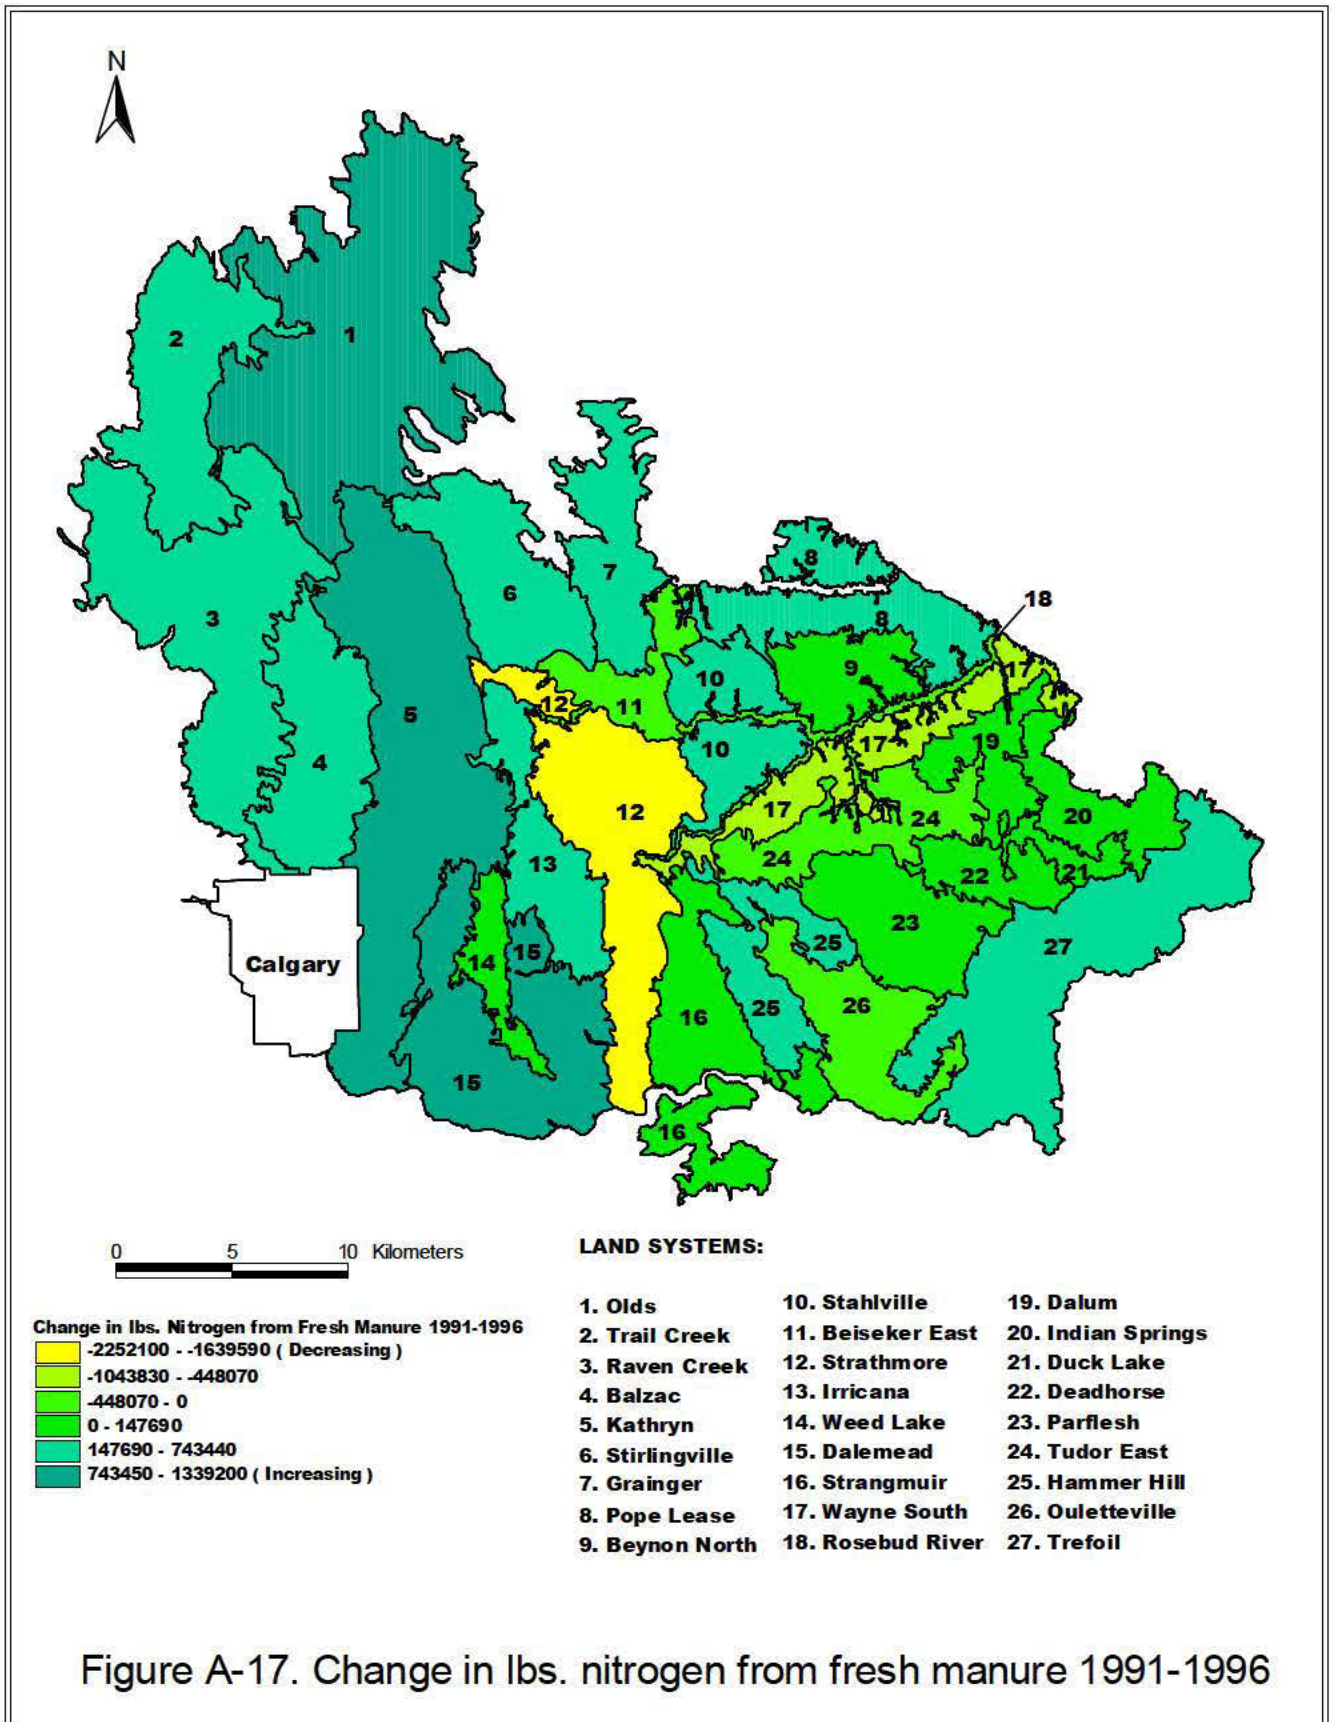 N
1
2
3
4
5
6
7
7
8
8
18
9
17
10
11
12
10
19
17
12
17
24
20
13
24
22
21
23
25
27
15
14
Calgary
16
25
26
15
16
0 5 10 Kilometers
LAND SYSTEMS:
Change in lbs. Nitrogen from Fresh Manure 1991-1996
-2252100 - -1639590 ( Decreasing )
-1043830 - -448070
-448070 - 0
0 - 147690
147690 - 743440
743450 - 1339200 ( Increasing )
1. Olds
2. Trail Creek
3. Raven Creek
4. Balzac
5. Kathryn
6. Stirlingville
7. Grainger
8. Pope Lease
9. Beynon North
10. Stahlville
11. Beiseker East
12. Strathmore
13. Irricana
14. Weed Lake
15. Dalemead
16. Strangmuir
17. Wayne South
18. Rosebud River
19. Dalum
20. Indian Springs
21. Duck Lake
22. Deadhorse
23. Parflesh
24. Tudor East
25. Hammer Hill
26. Ouletteville
27. Trefoil
Figure A-17. Change in lbs. nitrogen from fresh manure 1991-1996